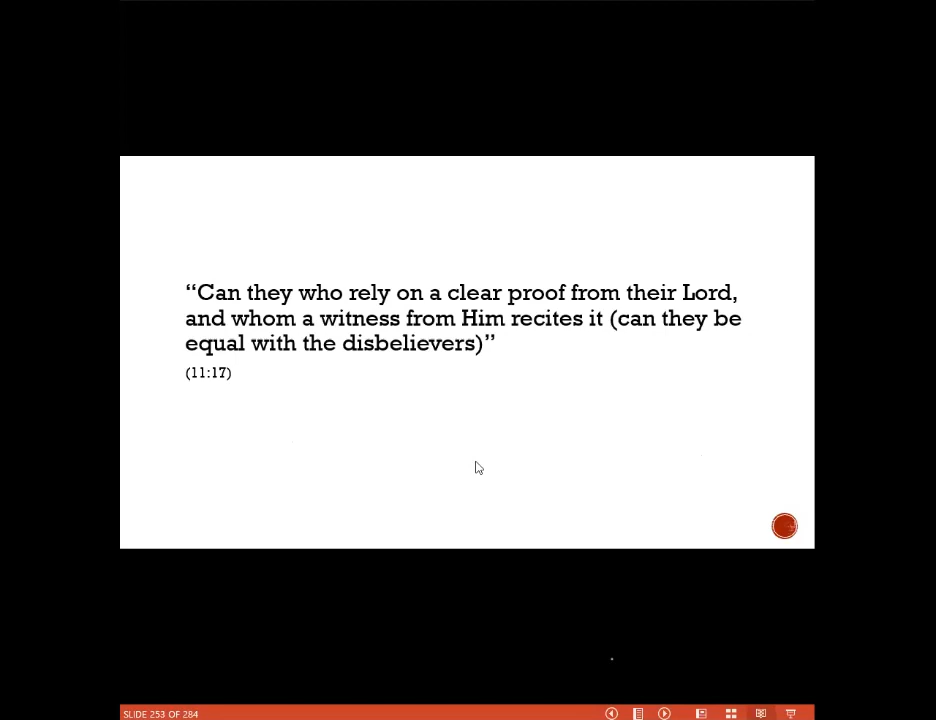 “Can they who rely on a clear proof from their Lord,
and whom a witness from Him recites it (can they be
equal with the disbelievers)”
(11:17)
SLIDE 253 OF 284